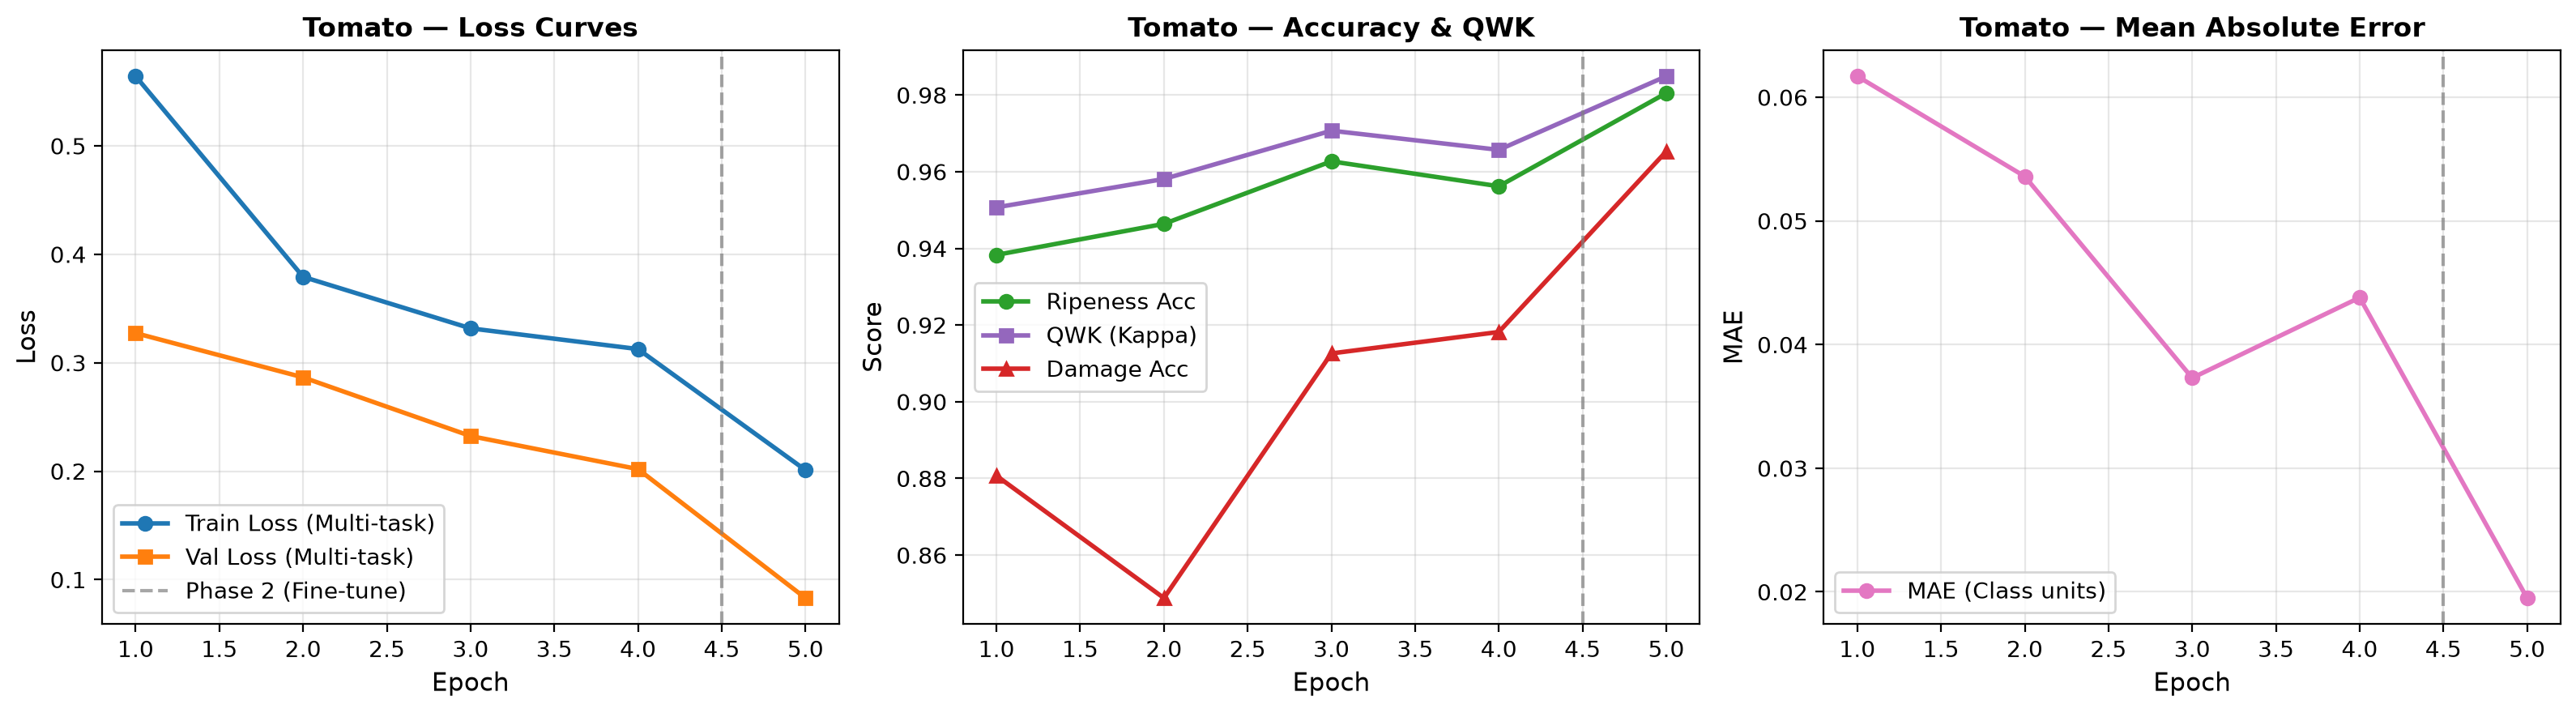 Tomato — Loss Curves
Loss
0.5
0.4
0.3
0.2
0.1
Train Loss (Multi-task)
Val Loss (Multi-task)
Phase 2 (Fine-tune)
1.0 1.5 2.0 2.5 3.0 3.5 4.0 4.5 5.0
Epoch
Tomato — Accuracy & QWK
Score
0.98
0.96
0.94
0.92
0.90
0.88
0.86
Ripeness Acc
QWK (Kappa)
Damage Acc
1.0 1.5 2.0 2.5 3.0 3.5 4.0 4.5 5.0
Epoch
Tomato — Mean Absolute Error
MAE
0.06
0.05
0.04
0.03
0.02
MAE (Class units)
1.0 1.5 2.0 2.5 3.0 3.5 4.0 4.5 5.0
Epoch